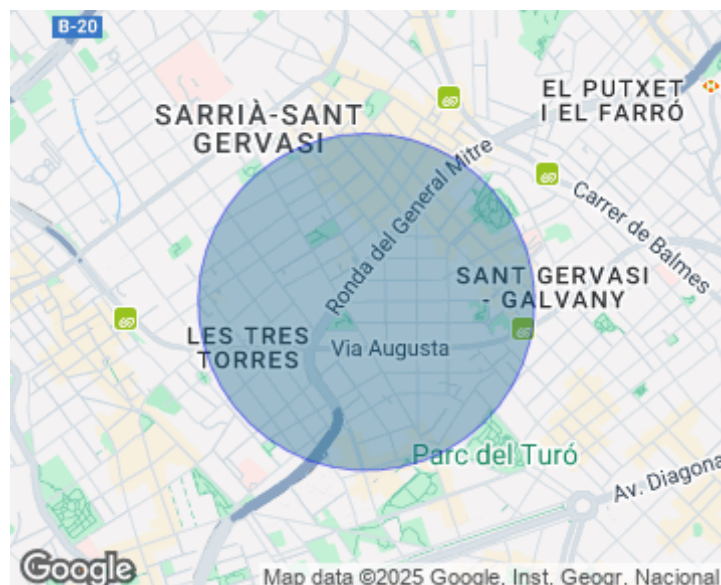 B-20
EL PUTXET
I EL FARRÓ
SARRIÀ-SANT
GERVASI
Ronda del General Mitre
Carrer de Balmes
SANT GERVASI
- GALVANY
LES TRES
TORRES
Via Augusta
Parc del Turó
Av. Diagona
Google
Map data ©2025 Google, Inst. Geogr. Nacional